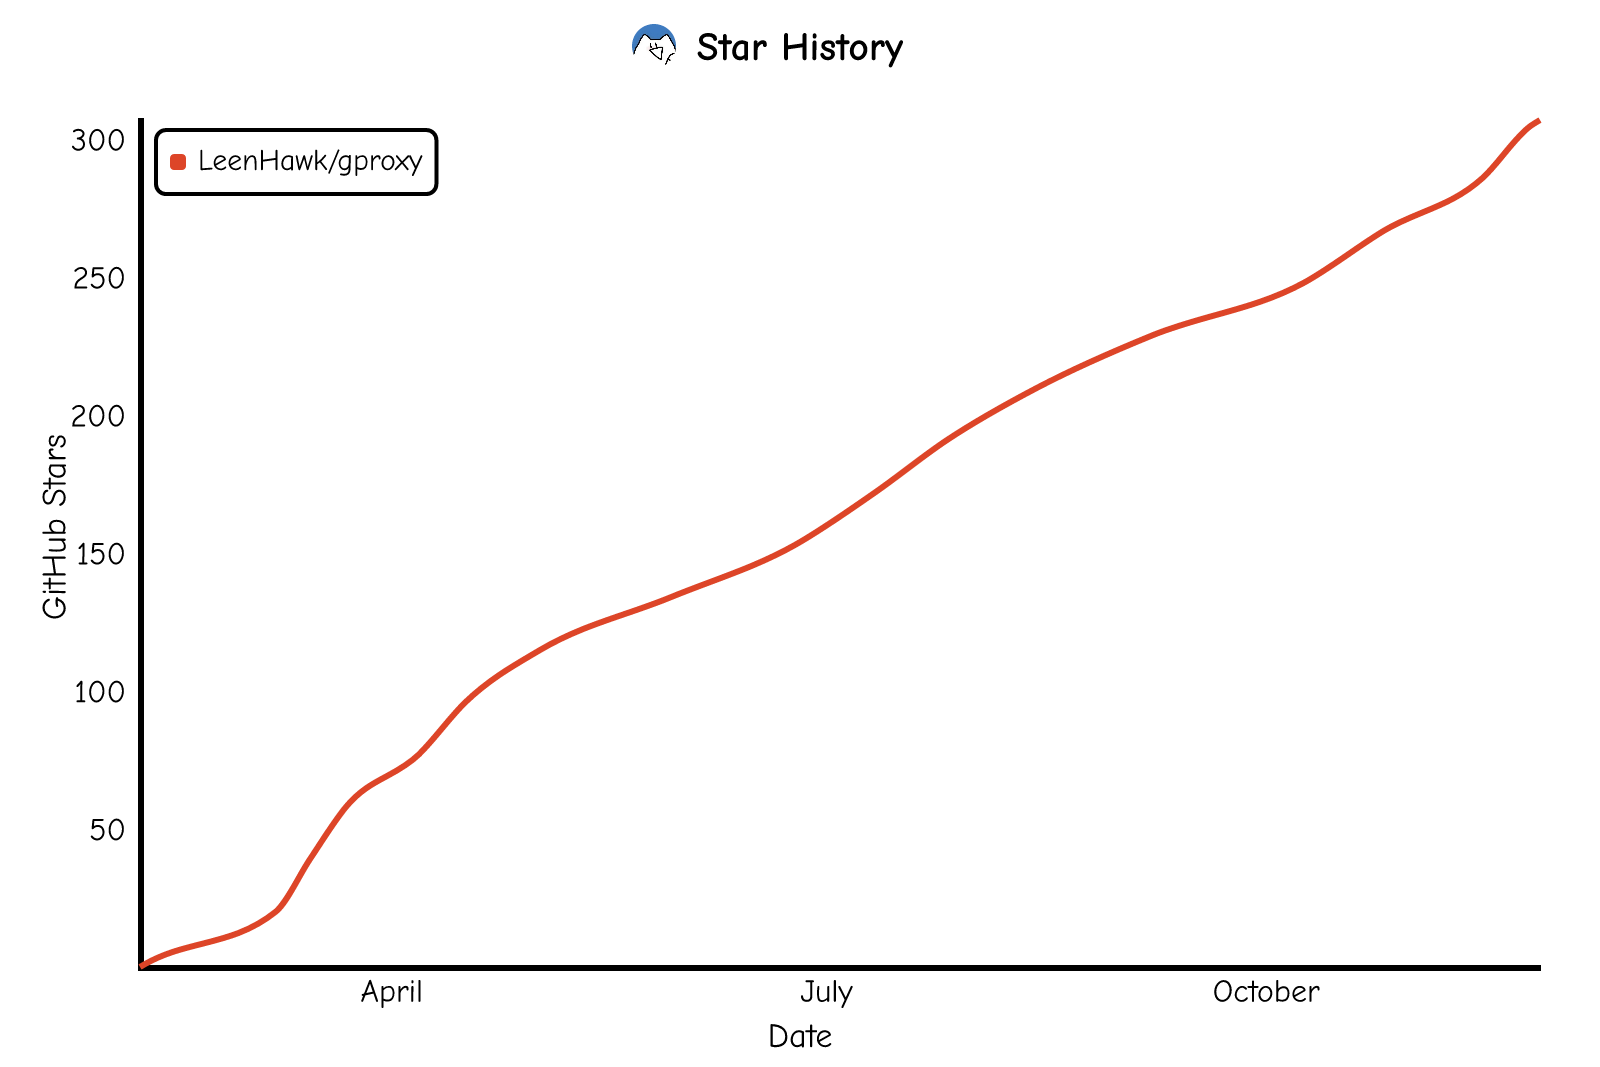 Star History
LeenHawk/gproxy
300
250
200
150
100
50
GitHub Stars
April
July
October
Date